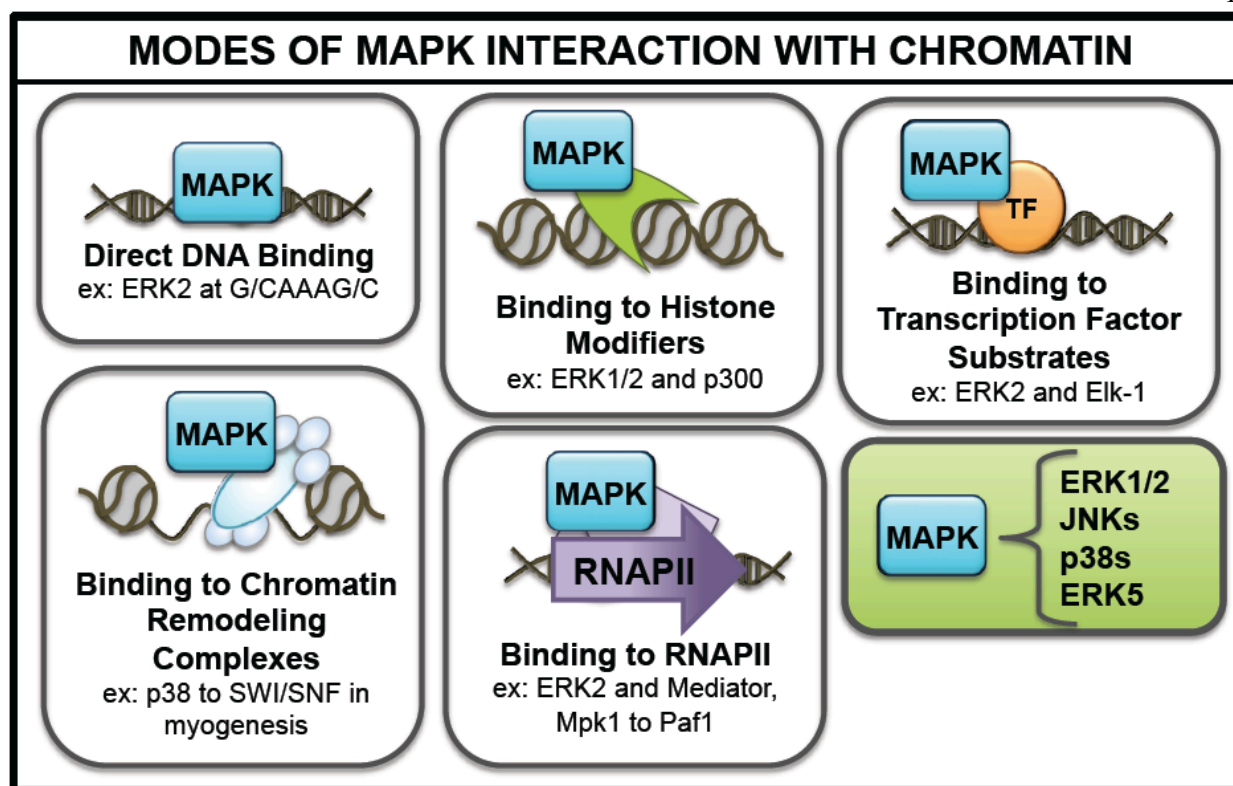 MODES OF MAPK INTERACTION WITH CHROMATIN
MAPK
Direct DNA Binding
ex: ERK2 at G/CAAAG/C
MAPK
Binding to Histone
Modifiers
ex: ERK1/2 and p300
MAPK
TF
Binding to
Transcription Factor
Substrates
ex: ERK2 and Elk-1
MAPK
Binding to Chromatin
Remodeling
Complexes
ex: p38 to SWI/SNF in
myogenesis
MAPK
RNAPII
Binding to RNAPII
ex: ERK2 and Mediator,
Mpk1 to Paf1
MAPK
ERK1/2
JNKs
p38s
ERK5